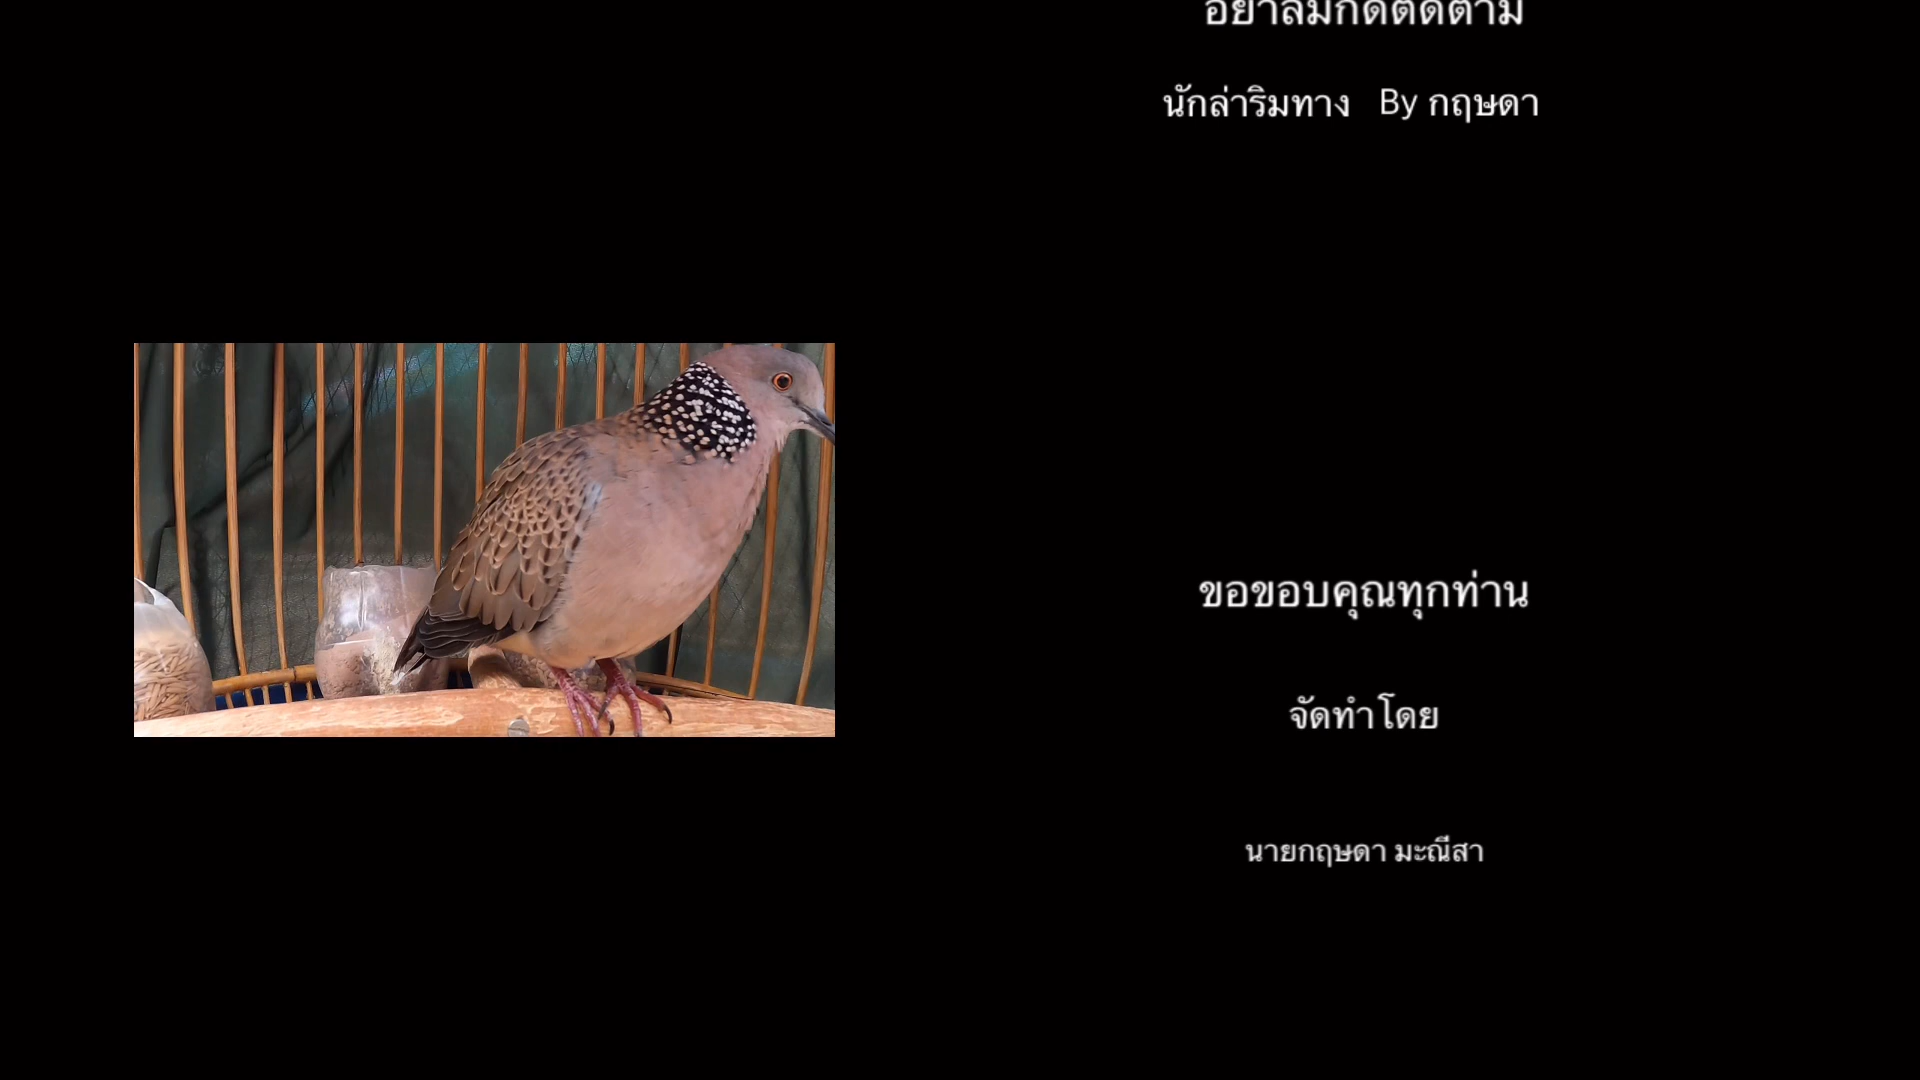 อย่าลืมกดติดตาม
นักล่าริมทาง By กฤษดา
ขอขอบคุณทุกท่าน
จัดทำโดย
นายกฤษดา มะณีสา